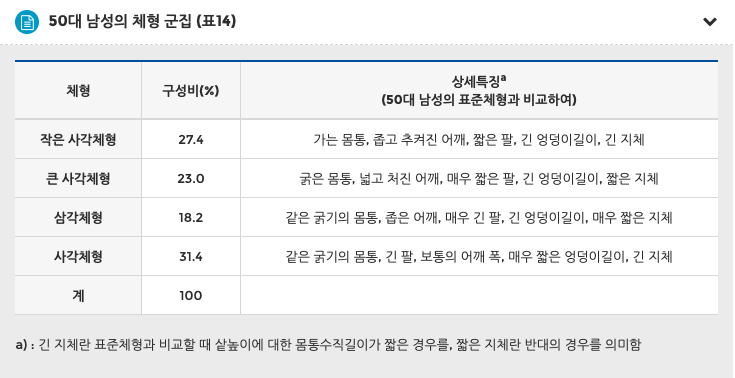 50대 남성의 체형 군집 (표14)
체형 구성비(%) 상세특징a
(50대 남성의 표준체형과 비교하여)
작은 사각체형 27.4 가는 몸통, 좁고 추켜진 어깨, 짧은 팔, 긴 엉덩이길이, 긴 지체
큰 사각체형 23.0 굵은 몸통, 넓고 처진 어깨, 매우 짧은 팔, 긴 엉덩이길이, 짧은 지체
삼각체형 18.2 같은 굵기의 몸통, 좁은 어깨, 매우 긴 팔, 긴 엉덩이길이, 매우 짧은 지체
사각체형 31.4 같은 굵기의 몸통, 긴 팔, 보통의 어깨 폭, 매우 짧은 엉덩이길이, 긴 지체
계 100
a) : 긴 지체란 표준체형과 비교할 때 샅높이에 대한 몸통수직길이가 짧은 경우를, 짧은 지체란 반대의 경우를 의미함